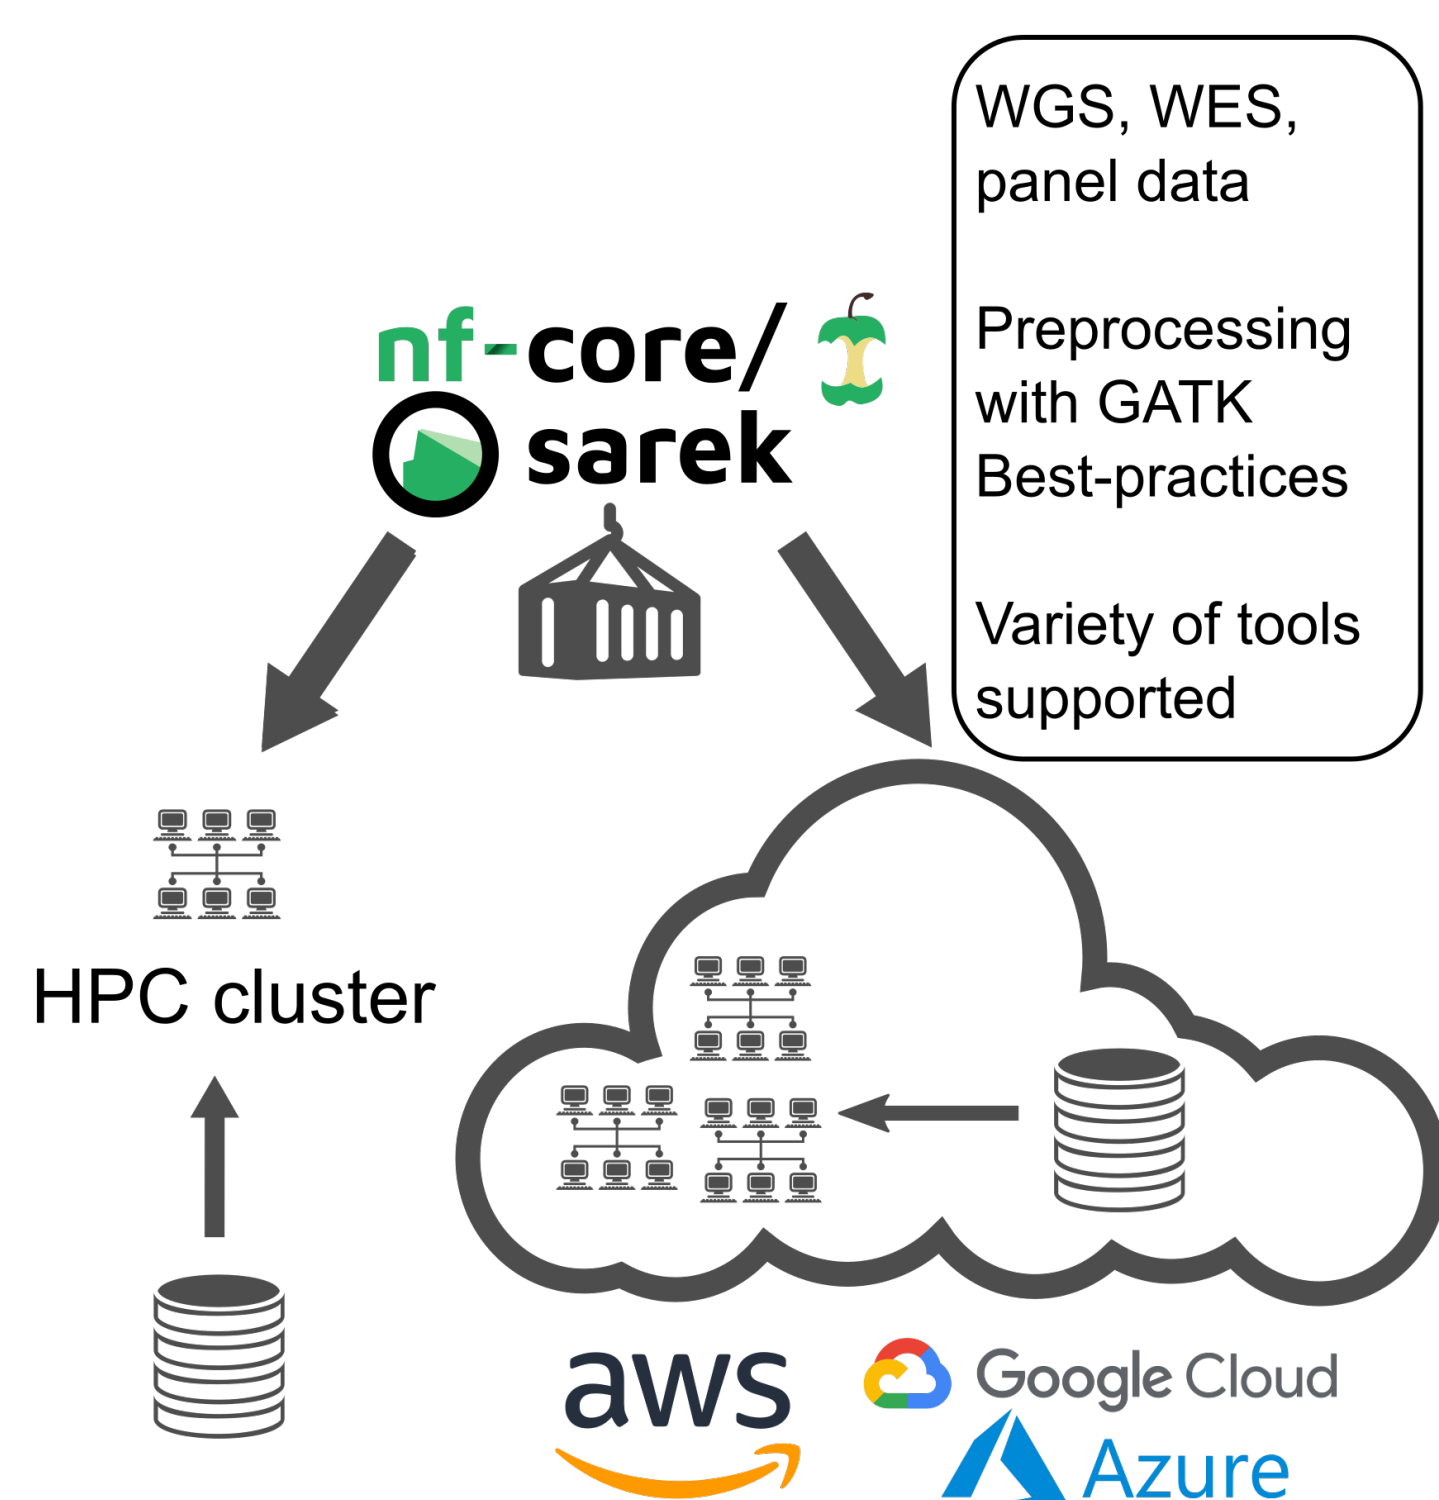 WGS, WES,
panel data
Preprocessing
with GATK
Best-practices
Variety of tools
supported
nf-core/
sarek
HPC cluster
aws
Google Cloud
Azure